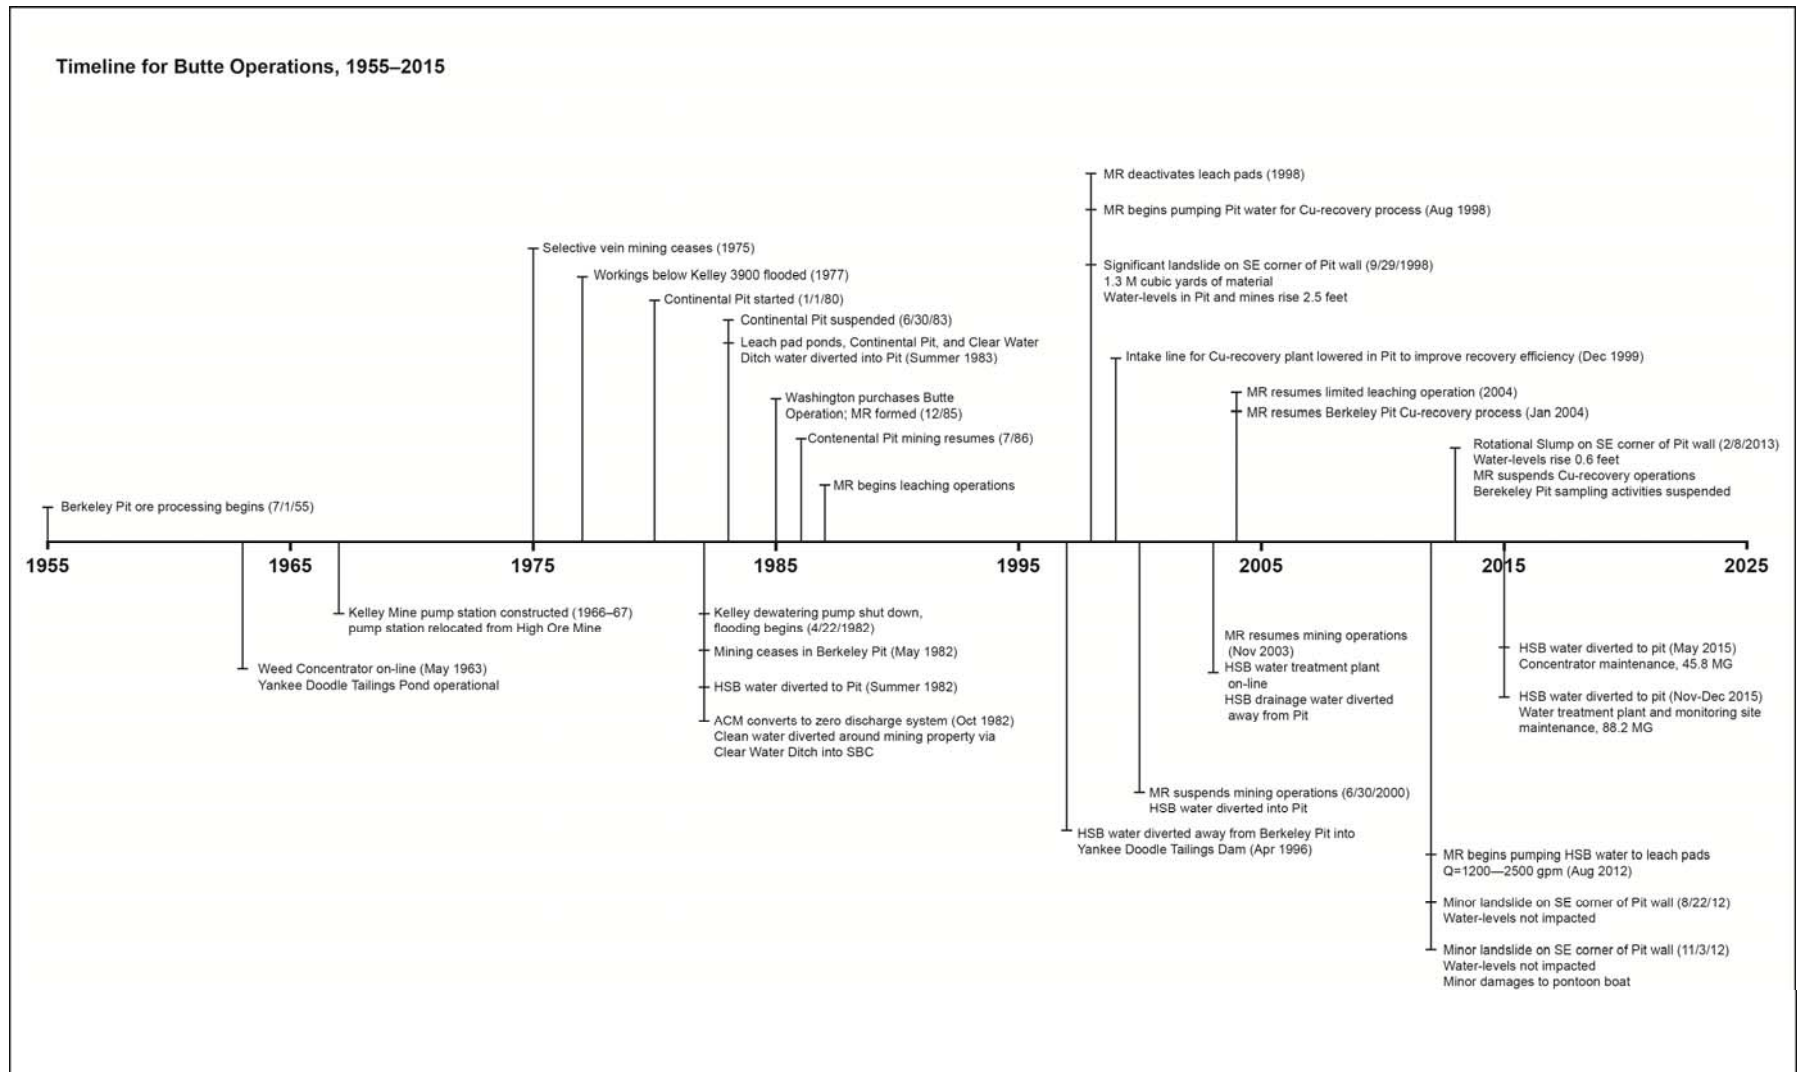 Timeline for Butte Operations, 1955–2015
MR deactivates leach pads (1998)
MR begins pumping Pit water for Cu-recovery process (Aug 1998)
Selective vein mining ceases (1975)
Significant landslide on SE corner of Pit wall (9/29/1998)
1.3 M cubic yards of material
Water-levels in Pit and mines rise 2.5 feet
Workings below Kelley 3900 flooded (1977)
Continental Pit started (1/1/80)
Continental Pit suspended (6/30/83)
Leach pad ponds, Continental Pit, and Clear Water
Ditch water diverted into Pit (Summer 1983)
Intake line for Cu-recovery plant lowered in Pit to improve recovery efficiency (Dec 1999)
Washington purchases Butte
Operation; MR formed (12/85)
MR resumes limited leaching operation (2004)
MR resumes Berkeley Pit Cu-recovery process (Jan 2004)
Contenental Pit mining resumes (7/86)
Rotational Slump on SE corner of Pit wall (2/8/2013)
Water-levels rise 0.6 feet
MR suspends Cu-recovery operations
Berekeley Pit sampling activities suspended
MR begins leaching operations
Berkeley Pit ore processing begins (7/1/55)
1955 1965 1975 1985 1995 2005 2015 2025
Kelley Mine pump station constructed (1966–67)
pump station relocated from High Ore Mine
Weed Concentrator on-line (May 1963)
Yankee Doodle Tailings Pond operational
Kelley dewatering pump shut down,
flooding begins (4/22/1982)
Mining ceases in Berkeley Pit (May 1982)
HSB water diverted to Pit (Summer 1982)
ACM converts to zero discharge system (Oct 1982)
Clean water diverted around mining property via
Clear Water Ditch into SBC
MR resumes mining operations
(Nov 2003)
HSB water treatment plant
on-line
HSB drainage water diverted
away from Pit
HSB water diverted to pit (May 2015)
Concentrator maintenance, 45.8 MG
HSB water diverted to pit (Nov-Dec 2015)
Water treatment plant and monitoring site
maintenance, 88.2 MG
MR suspends mining operations (6/30/2000)
HSB water diverted into Pit
HSB water diverted away from Berkeley Pit into
Yankee Doodle Tailings Dam (Apr 1996)
MR begins pumping HSB water to leach pads
Q=1200—2500 gpm (Aug 2012)
Minor landslide on SE corner of Pit wall (8/22/12)
Water-levels not impacted
Minor landslide on SE corner of Pit wall (11/3/12)
Water-levels not impacted
Minor damages to pontoon boat